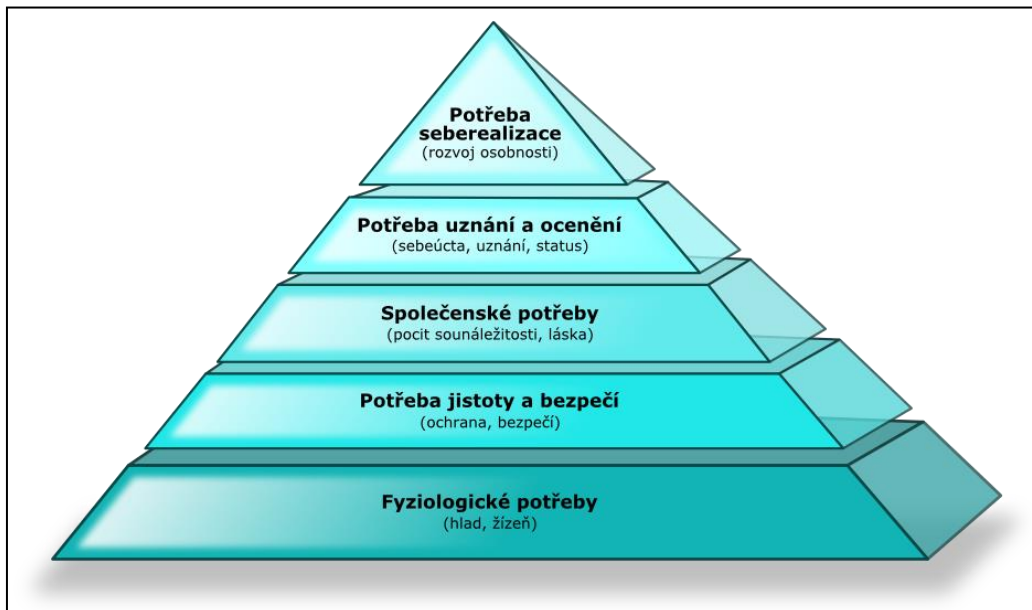 Potřeba
seberealizace
(rozvoj osobnosti)
Potřeba uznání a ocenění
(sebeúcta, uznání, status)
Společenské potřeby
(pocit sounáležitosti, láska)
Potřeba jistoty a bezpečí
(ochrana, bezpečí)
Fyziologické potřeby
(hlad, žízeň)